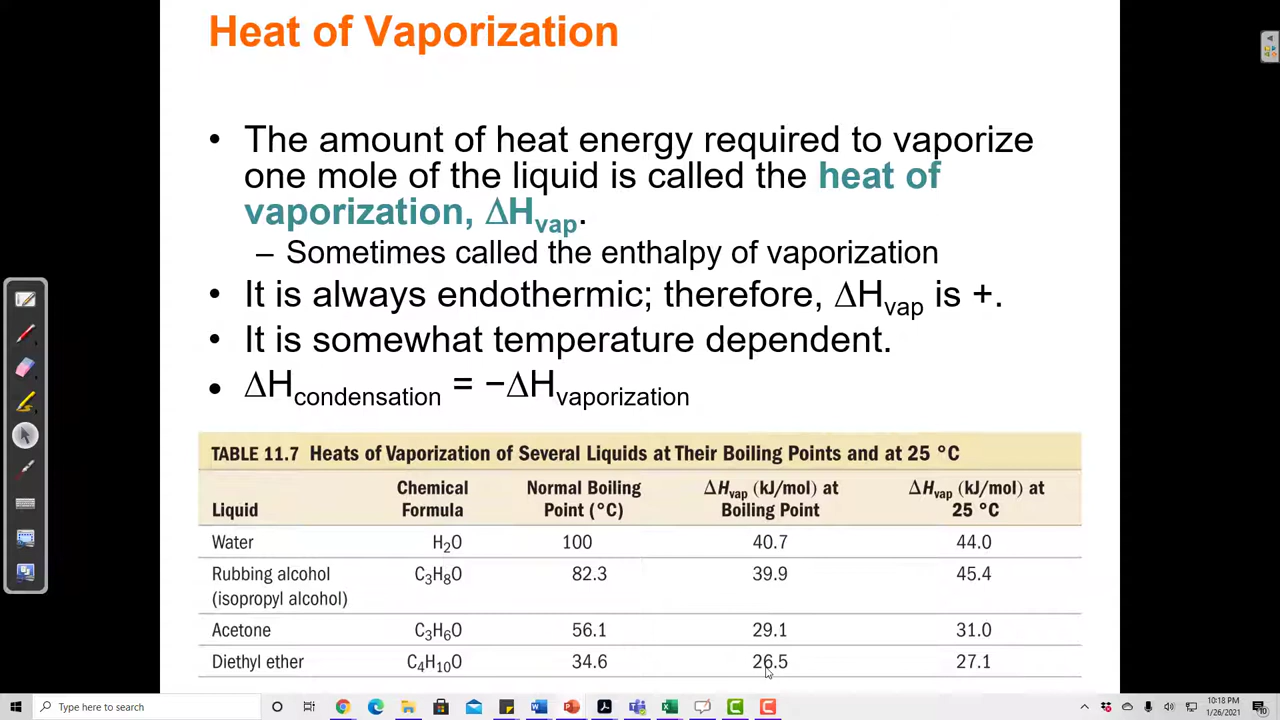 Heat of Vaporization
• The amount of heat energy required to vaporize
one mole of the liquid is called the heat of
vaporization, ΔHvap.
– Sometimes called the enthalpy of vaporization
• It is always endothermic; therefore, ΔHvap is +.
• It is somewhat temperature dependent.
• ΔHcondensation = −ΔHvaporization
TABLE 11.7 Heats of Vaporization of Several Liquids at Their Boiling Points and at 25 °C
Chemical Normal Boiling ΔHvap (kJ/mol) at ΔHvap (kJ/mol) at
Liquid Formula Point (°C) Boiling Point 25 °C
Water H₂O 100 40.7 44.0
Rubbing alcohol C₃H₈O 82.3 39.9 45.4
(isopropyl alcohol)
Acetone C₃H₆O 56.1 29.1 31.0
Diethyl ether C₄H₁₀O 34.6 26.5 27.1
Type here to search
10:18 PM
1/26/2021